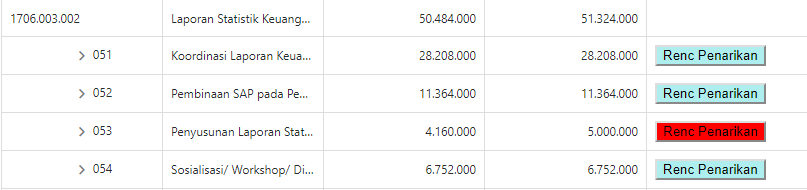 1706.003.002 Laporan Statistik Keuang... 50.484.000 51.324.000
051 Koordinasi Laporan Keua... 28.208.000 28.208.000 Renc Penarikan
052 Pembinaan SAP pada Pe... 11.364.000 11.364.000 Renc Penarikan
053 Penyusunan Laporan Stat... 4.160.000 5.000.000 Renc Penarikan
054 Sosialisasi/ Workshop/ Di... 6.752.000 6.752.000 Renc Penarikan